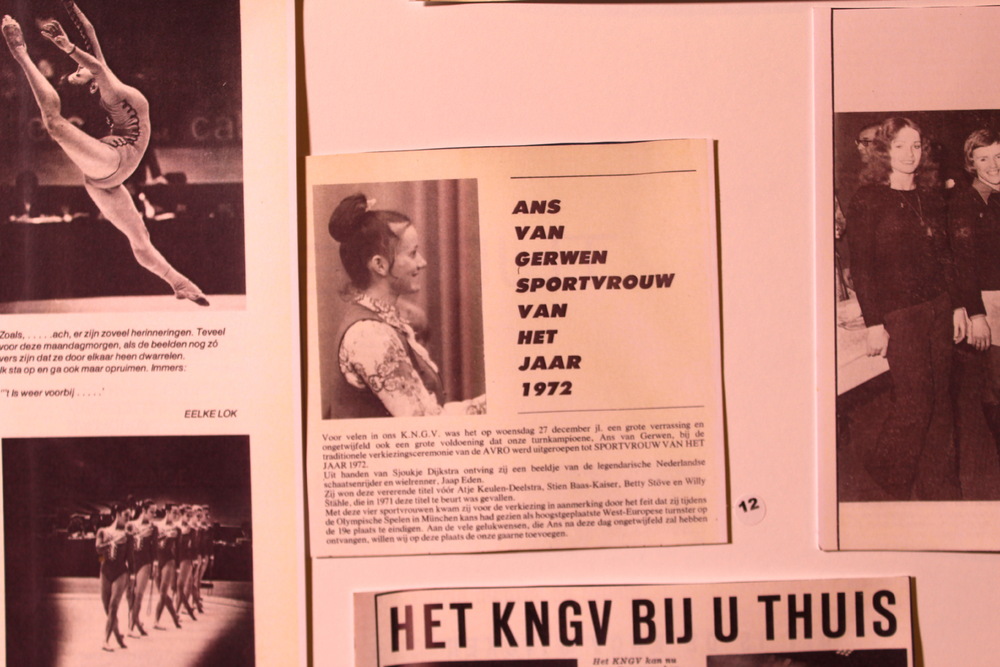 Zoals, . . . . .ach, er zijn zoveel herinneringen. Teveel
voor deze maandagmorgen, als de beelden nog zó
vers zijn dat ze door elkaar heen dwarrelen.
Ik sta op en ga ook maar opruimen. Immers:
"'t Is weer voorbij . . . . .'
EELKE LOK
ANS
VAN
GERWEN
SPORTVROUW
VAN
HET
JAAR
1972
Voor velen in ons K.N.G.V. was het op woensdag 27 december jl. een grote verrassing en
ongetwijfeld ook een grote voldoening dat onze turnkampioene, Ans van Gerwen, bij de
traditionele verkiezingsceremonie van de AVRO werd uitgeroepen tot SPORTVROUW VAN HET
JAAR 1972.
Uit handen van Sjoukje Dijkstra ontving zij een beeldje van de legendarische Nederlandse
schaatsenrijder en wielrenner, Jaap Eden.
Zij won deze vererende titel vóór Atje Keulen-Deelstra, Stien Baas-Kaiser, Betty Stöve en Willy
Stähle, die in 1971 deze titel te beurt was gevallen.
Met deze vier sportvrouwen kwam zij voor de verkiezing in aanmerking door het feit dat zij tijdens
de Olympische Spelen in München kans had gezien als hoogstgeplaatste West-Europese turnster op
de 19e plaats te eindigen. Aan de vele gelukwensen, die Ans na deze dag ongetwijfeld zal hebben
ontvangen, willen wij op deze plaats de onze gaarne toevoegen.
12
HET KNGV BIJ U THUIS
Het KNGV kan nu